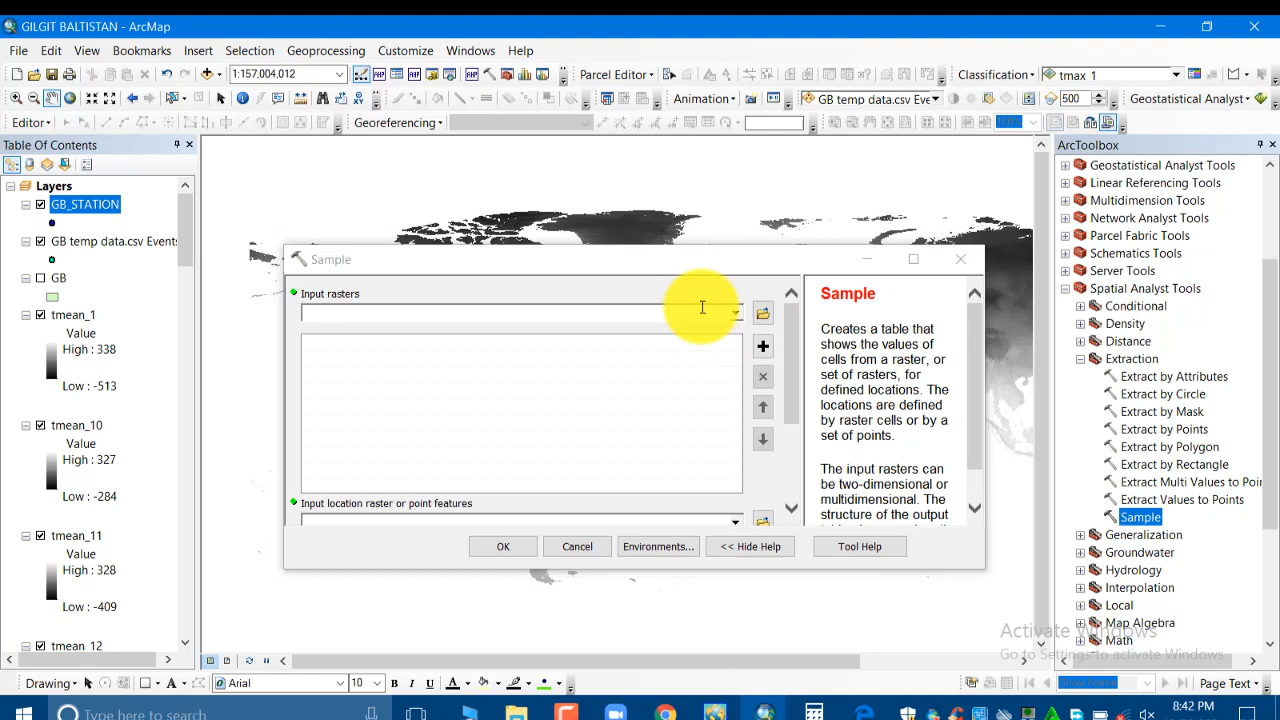 GILGIT BALTISTAN - ArcMap
File Edit View Bookmarks Insert Selection Geoprocessing Customize Windows Help
1:157,004,012 Parcel Editor Classification tmax 1
Animation GB temp data.csv Eve 500 Geostatistical Analyst
Editor Georeferencing 100%
Table Of Contents
Layers
GB_STATION
GB temp data.csv Events
GB
tmean_1
Value
High : 338
Low : -513
tmean_10
Value
High : 327
Low : -284
tmean_11
Value
High : 328
Low : -409
tmean 12
Sample
Input rasters
Input location raster or point features
OK Cancel Environments... << Hide Help Tool Help
Sample
Creates a table that
shows the values of
cells from a raster, or
set of rasters, for
defined locations. The
locations are defined
by raster cells or by a
set of points.
The input rasters can
be two-dimensional or
multidimensional. The
structure of the output
ArcToolbox
Geostatistical Analyst Tools
Linear Referencing Tools
Multidimension Tools
Network Analyst Tools
Parcel Fabric Tools
Schematics Tools
Server Tools
Spatial Analyst Tools
Conditional
Density
Distance
Extraction
Extract by Attributes
Extract by Circle
Extract by Mask
Extract by Points
Extract by Polygon
Extract by Rectangle
Extract Multi Values to Poin
Extract Values to Points
Sample
Generalization
Groundwater
Hydrology
Interpolation
Local
Map Algebra
Math
Activate Windows
Go to Settings to activate Windows.
Drawing Arial 10 B I U A Page Text
Type here to search
8:42 PM